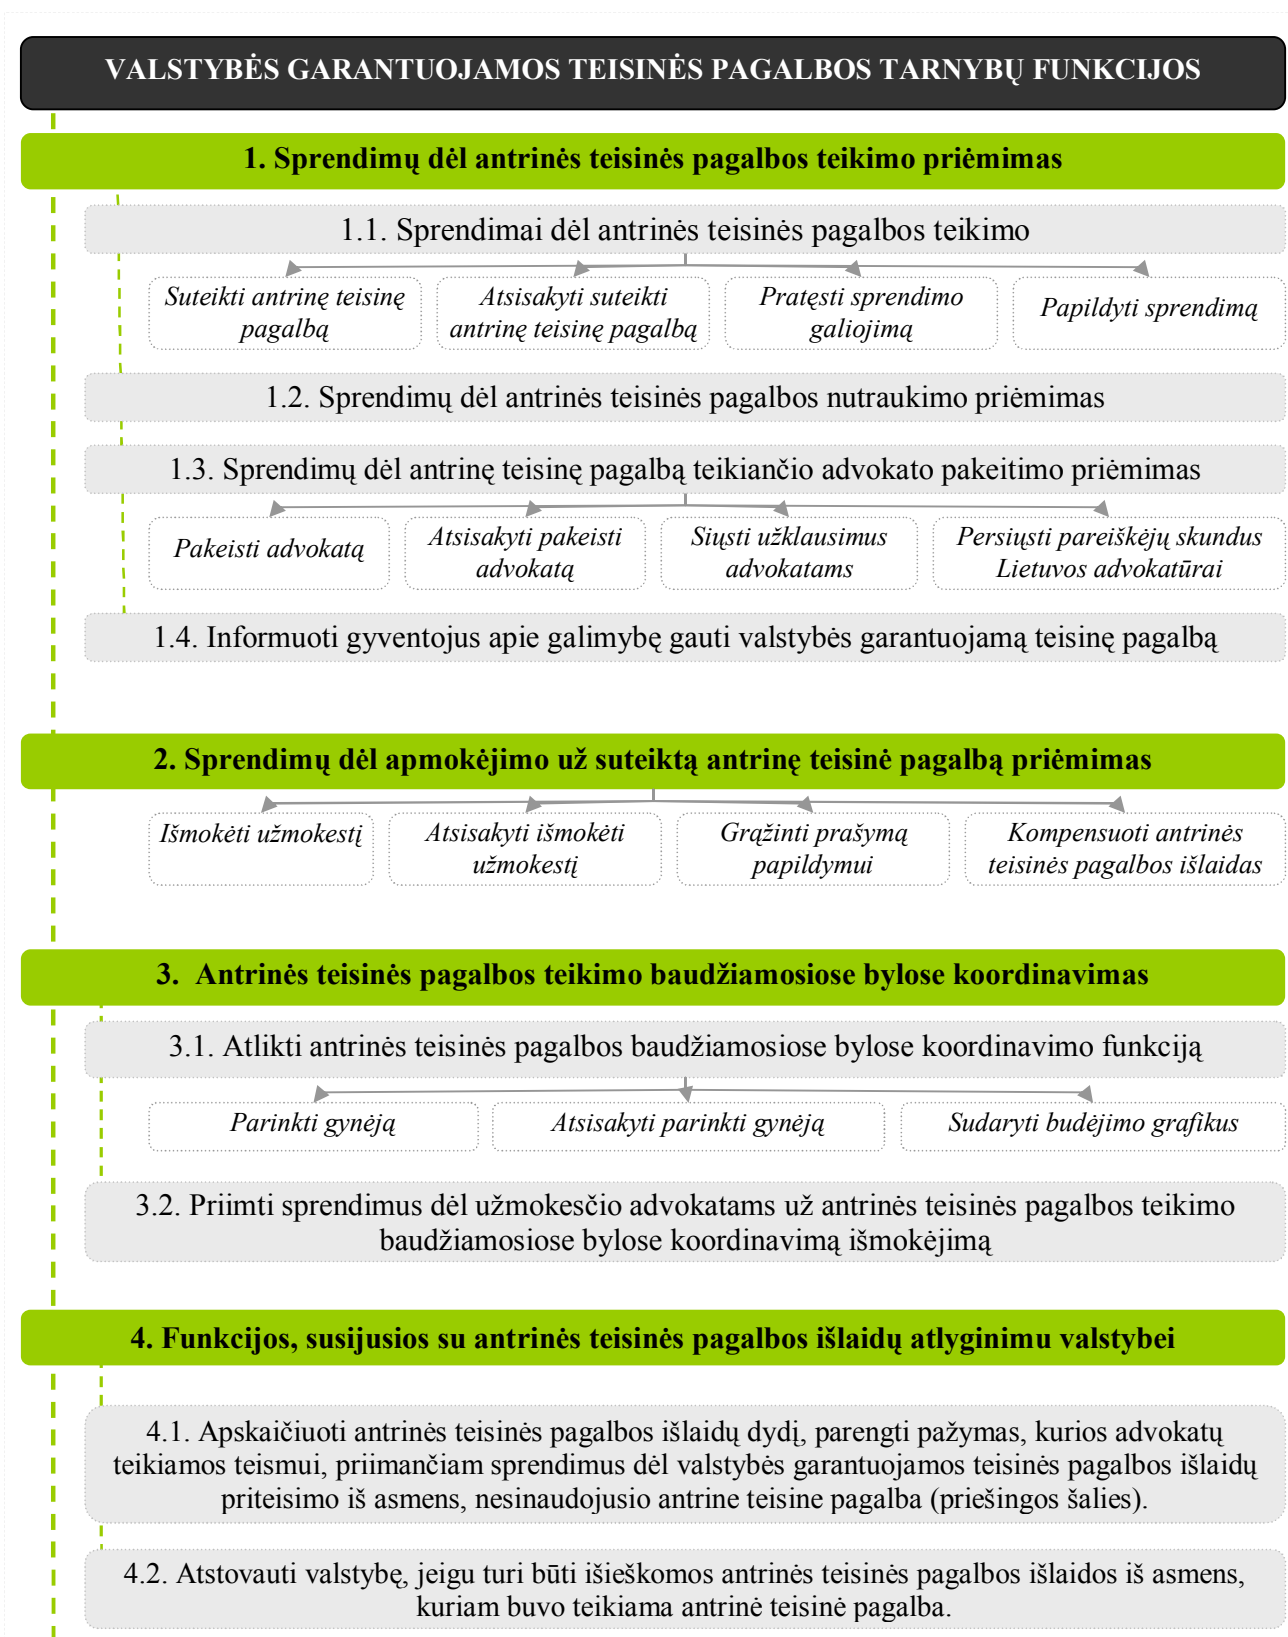 VALSTYBĖS GARANTUOJAMOS TEISINĖS PAGALBOS TARNYBŲ FUNKCIJOS
1. Sprendimų dėl antrinės teisinės pagalbos teikimo priėmimas
1.1. Sprendimai dėl antrinės teisinės pagalbos teikimo
Suteikti antrinę teisinę
pagalbą
Atsisakyti suteikti
antrinę teisinę pagalbą
Pratęsti sprendimo
galiojimą
Papildyti sprendimą
1.2. Sprendimų dėl antrinės teisinės pagalbos nutraukimo priėmimas
1.3. Sprendimų dėl antrinę teisinę pagalbą teikiančio advokato pakeitimo priėmimas
Pakeisti advokatą
Atsisakyti pakeisti
advokatą
Siųsti užklausimus
advokatams
Persiųsti pareiškėjų skundus
Lietuvos advokatūrai
1.4. Informuoti gyventojus apie galimybę gauti valstybės garantuojamą teisinę pagalbą
2. Sprendimų dėl apmokėjimo už suteiktą antrinę teisinė pagalbą priėmimas
Išmokėti užmokestį
Atsisakyti išmokėti
užmokestį
Grąžinti prašymą
papildymui
Kompensuoti antrinės
teisinės pagalbos išlaidas
3. Antrinės teisinės pagalbos teikimo baudžiamosiose bylose koordinavimas
3.1. Atlikti antrinės teisinės pagalbos baudžiamosiose bylose koordinavimo funkciją
Parinkti gynėją
Atsisakyti parinkti gynėją
Sudaryti budėjimo grafikus
3.2. Priimti sprendimus dėl užmokesčio advokatams už antrinės teisinės pagalbos teikimo
baudžiamosiose bylose koordinavimą išmokėjimą
4. Funkcijos, susijusios su antrinės teisinės pagalbos išlaidų atlyginimu valstybei
4.1. Apskaičiuoti antrinės teisinės pagalbos išlaidų dydį, parengti pažymas, kurios advokatų
teikiamos teismui, priimančiam sprendimus dėl valstybės garantuojamos teisinės pagalbos išlaidų
priteisimo iš asmens, nesinaudojusio antrine teisine pagalba (priešingos šalies).
4.2. Atstovauti valstybę, jeigu turi būti išieškomos antrinės teisinės pagalbos išlaidos iš asmens,
kuriam buvo teikiama antrinė teisinė pagalba.